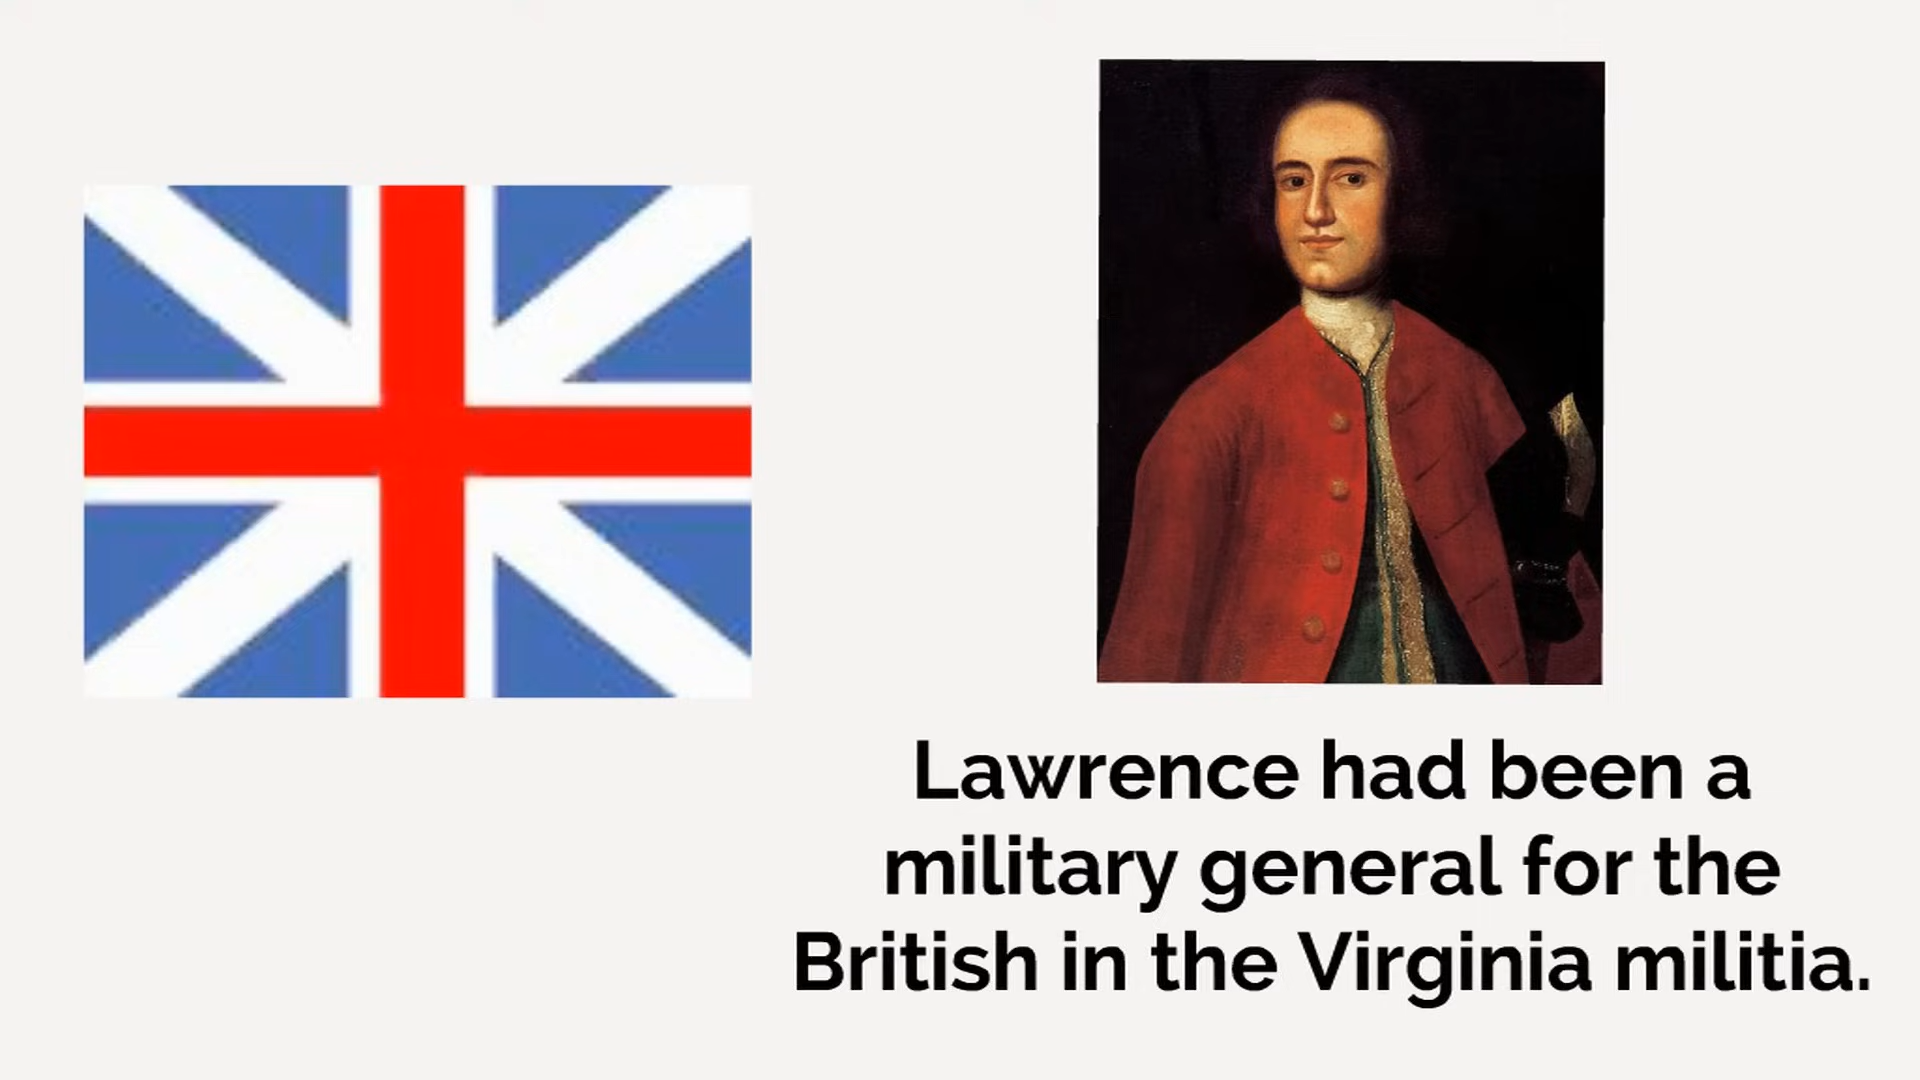 Lawrence had been a
military general for the
British in the Virginia militia.